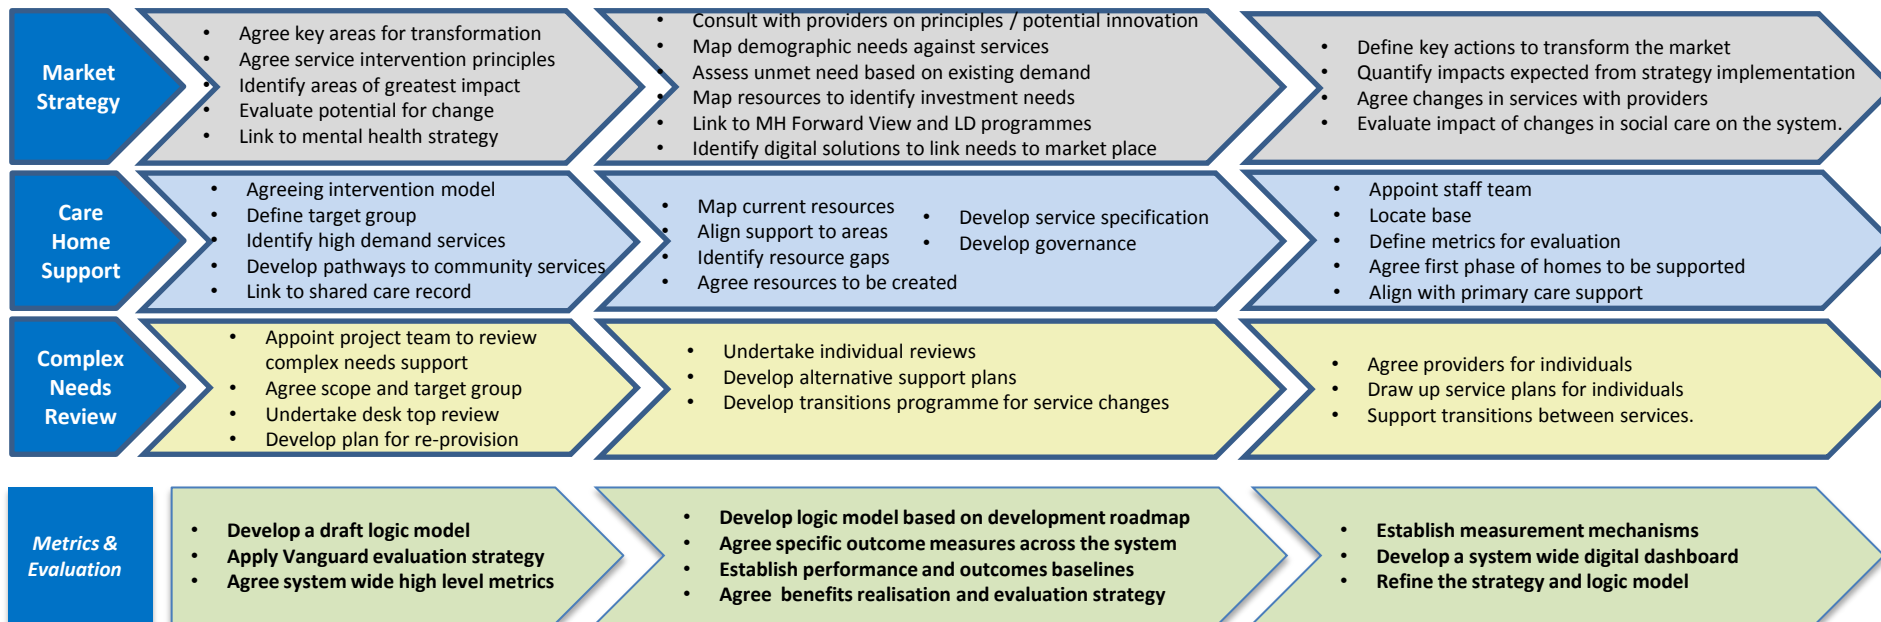 Market
Strategy
• Agree key areas for transformation
• Agree service intervention principles
• Identify areas of greatest impact
• Evaluate potential for change
• Link to mental health strategy
• Consult with providers on principles / potential innovation
• Map demographic needs against services
• Assess unmet need based on existing demand
• Map resources to identify investment needs
• Link to MH Forward View and LD programmes
• Identify digital solutions to link needs to market place
• Define key actions to transform the market
• Quantify impacts expected from strategy implementation
• Agree changes in services with providers
• Evaluate impact of changes in social care on the system.
Care
Home
Support
• Agreeing intervention model
• Define target group
• Identify high demand services
• Develop pathways to community services
• Link to shared care record
• Map current resources
• Align support to areas
• Identify resource gaps
• Agree resources to be created
• Develop service specification
• Develop governance
• Appoint staff team
• Locate base
• Define metrics for evaluation
• Agree first phase of homes to be supported
• Align with primary care support
Complex
Needs
Review
• Appoint project team to review
complex needs support
• Agree scope and target group
• Undertake desk top review
• Develop plan for re-provision
• Undertake individual reviews
• Develop alternative support plans
• Develop transitions programme for service changes
• Agree providers for individuals
• Draw up service plans for individuals
• Support transitions between services.
Metrics &
Evaluation
• Develop a draft logic model
• Apply Vanguard evaluation strategy
• Agree system wide high level metrics
• Develop logic model based on development roadmap
• Agree specific outcome measures across the system
• Establish performance and outcomes baselines
• Agree benefits realisation and evaluation strategy
• Establish measurement mechanisms
• Develop a system wide digital dashboard
• Refine the strategy and logic model